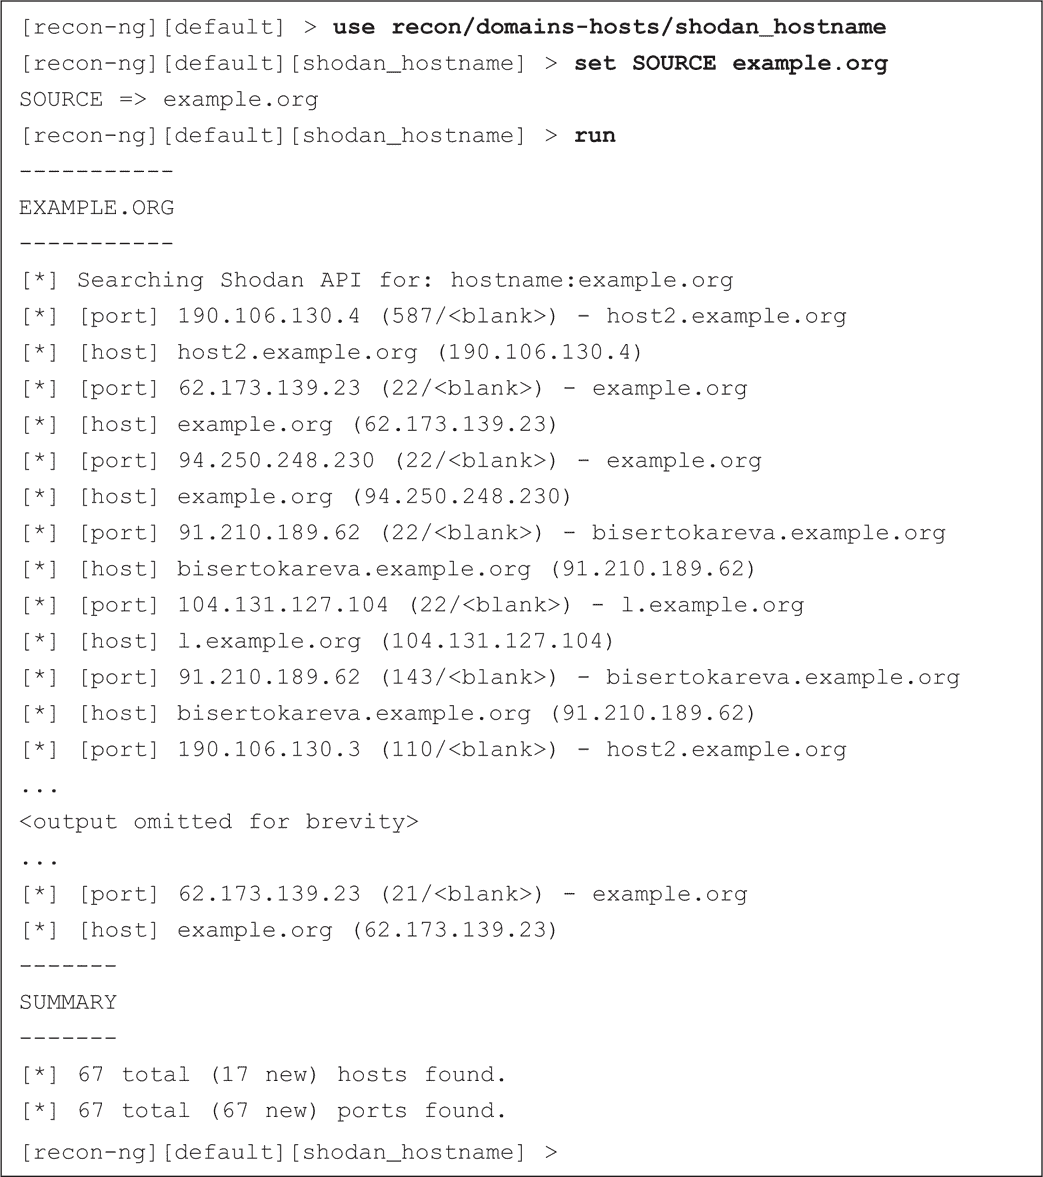 [recon-ng][default] > use recon/domains-hosts/shodan_hostname
[recon-ng][default][shodan_hostname] > set SOURCE example.org
SOURCE => example.org
[recon-ng][default][shodan_hostname] > run
-----------
EXAMPLE.ORG
-----------
[*] Searching Shodan API for: hostname:example.org
[*] [port] 190.106.130.4 (587/<blank>) - host2.example.org
[*] [host] host2.example.org (190.106.130.4)
[*] [port] 62.173.139.23 (22/<blank>) - example.org
[*] [host] example.org (62.173.139.23)
[*] [port] 94.250.248.230 (22/<blank>) - example.org
[*] [host] example.org (94.250.248.230)
[*] [port] 91.210.189.62 (22/<blank>) - bisertokareva.example.org
[*] [host] bisertokareva.example.org (91.210.189.62)
[*] [port] 104.131.127.104 (22/<blank>) - l.example.org
[*] [host] l.example.org (104.131.127.104)
[*] [port] 91.210.189.62 (143/<blank>) - bisertokareva.example.org
[*] [host] bisertokareva.example.org (91.210.189.62)
[*] [port] 190.106.130.3 (110/<blank>) - host2.example.org
...
<output omitted for brevity>
...
[*] [port] 62.173.139.23 (21/<blank>) - example.org
[*] [host] example.org (62.173.139.23)
-------
SUMMARY
-------
[*] 67 total (17 new) hosts found.
[*] 67 total (67 new) ports found.
[recon-ng][default][shodan_hostname] >